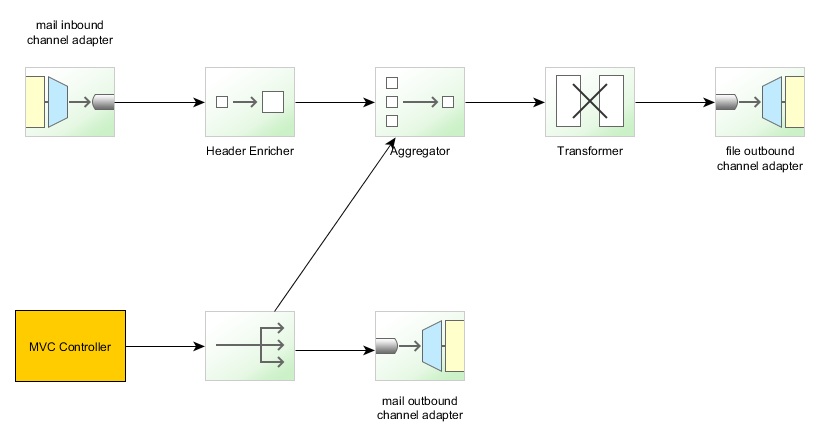 mail inbound
channel adapter
Header Enricher
Aggregator
Transformer
file outbound
channel adapter
MVC Controller
mail outbound
channel adapter